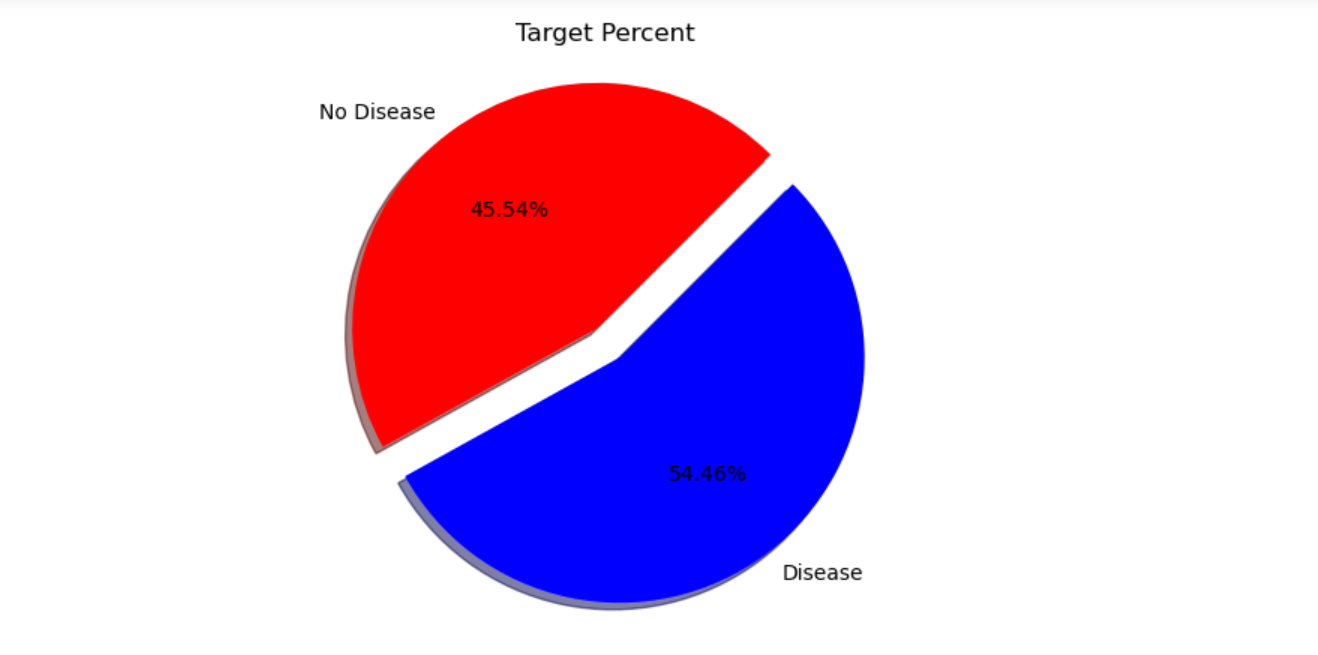 Target Percent
No Disease
45.54%
54.46%
Disease